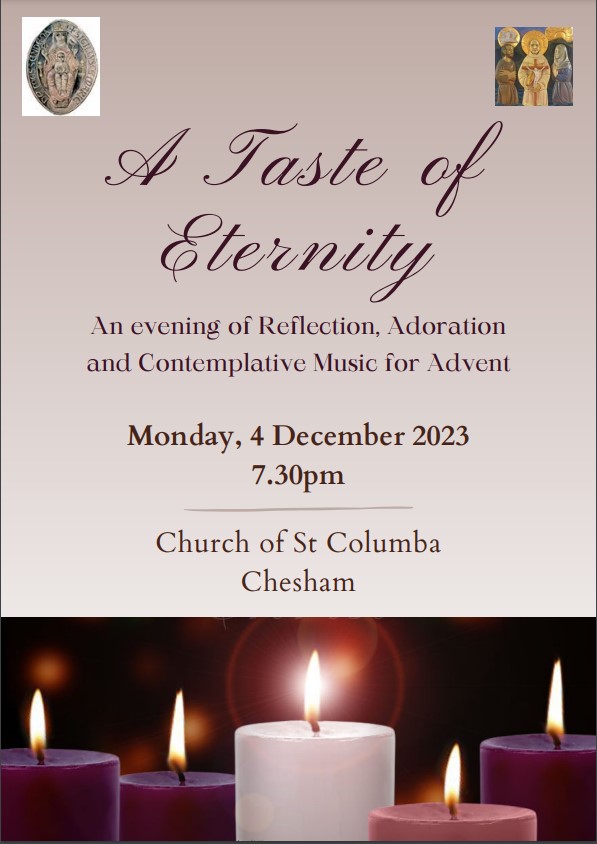 A Taste of
Eternity
An evening of Reflection, Adoration
and Contemplative Music for Advent
Monday, 4 December 2023
7.30pm
Church of St Columba
Chesham